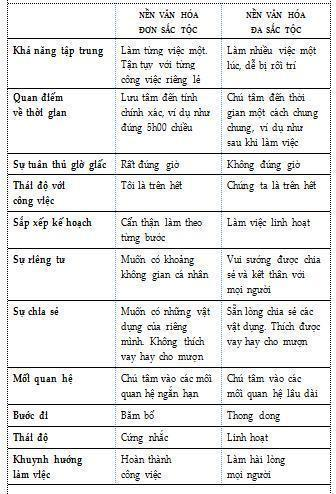 NỀN VĂN HÓA NỀN VĂN HÓA
ĐƠN SẮC TỘC ĐA SẮC TỘC
Khả năng tập trung Làm từng việc một. Làm nhiều việc một
Tận tụy với từng lúc, dễ bị rối trí
công việc riêng lẻ
Quan điểm Lưu tâm đến tính Chú tâm đến thời
về thời gian chính xác, ví dụ như gian một cách chung
đúng 5h00 chiều chung, ví dụ như
sau khi làm việc
Sự tuân thủ giờ giấc Rất đúng giờ Không đúng giờ
Thái độ với Tôi là trên hết Chúng ta là trên hết
công việc
Sắp xếp kế hoạch Cẩn thận làm theo Làm việc linh hoạt
từng bước
Sự riêng tư Muốn có khoảng Vui sướng được chia
không gian cá nhân sẻ và kết thân với
mọi người
Sự chia sẻ Muốn có những vật Sẵn lòng chia sẻ các
dụng của riêng vật dụng. Thích được
mình. Không thích vay hay cho mượn
vay hay cho mượn
Mối quan hệ Chú tâm vào các mối Chú tâm vào các
quan hệ ngắn hạn mối quan hệ lâu dài
Bước đi Băm bổ Thong dong
Thái độ Cứng nhắc Linh hoạt
Khuynh hướng Hoàn thành Làm hài lòng
làm việc công việc mọi người